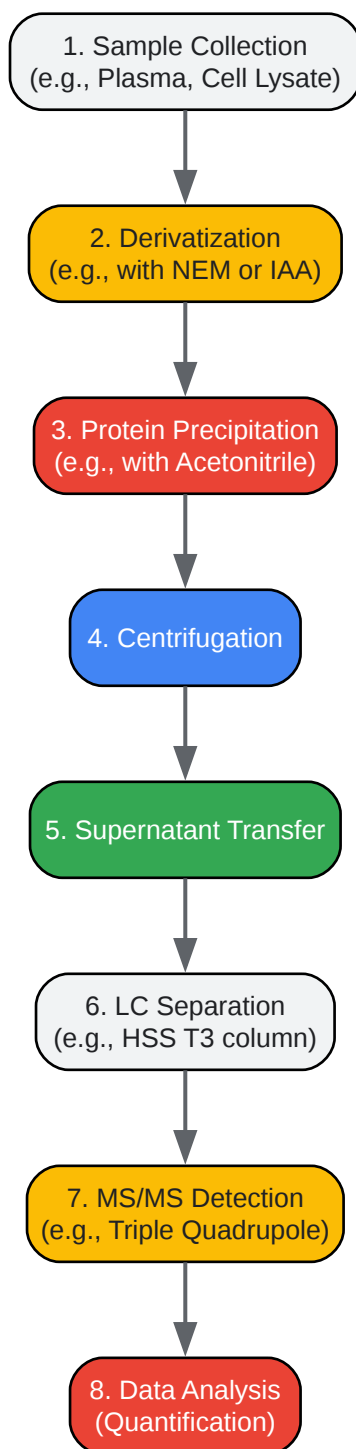 1. Sample Collection
(e.g., Plasma, Cell Lysate)
2. Derivatization
(e.g., with NEM or IAA)
3. Protein Precipitation
(e.g., with Acetonitrile)
4. Centrifugation
5. Supernatant Transfer
6. LC Separation
(e.g., HSS T3 column)
7. MS/MS Detection
(e.g., Triple Quadrupole)
8. Data Analysis
(Quantification)